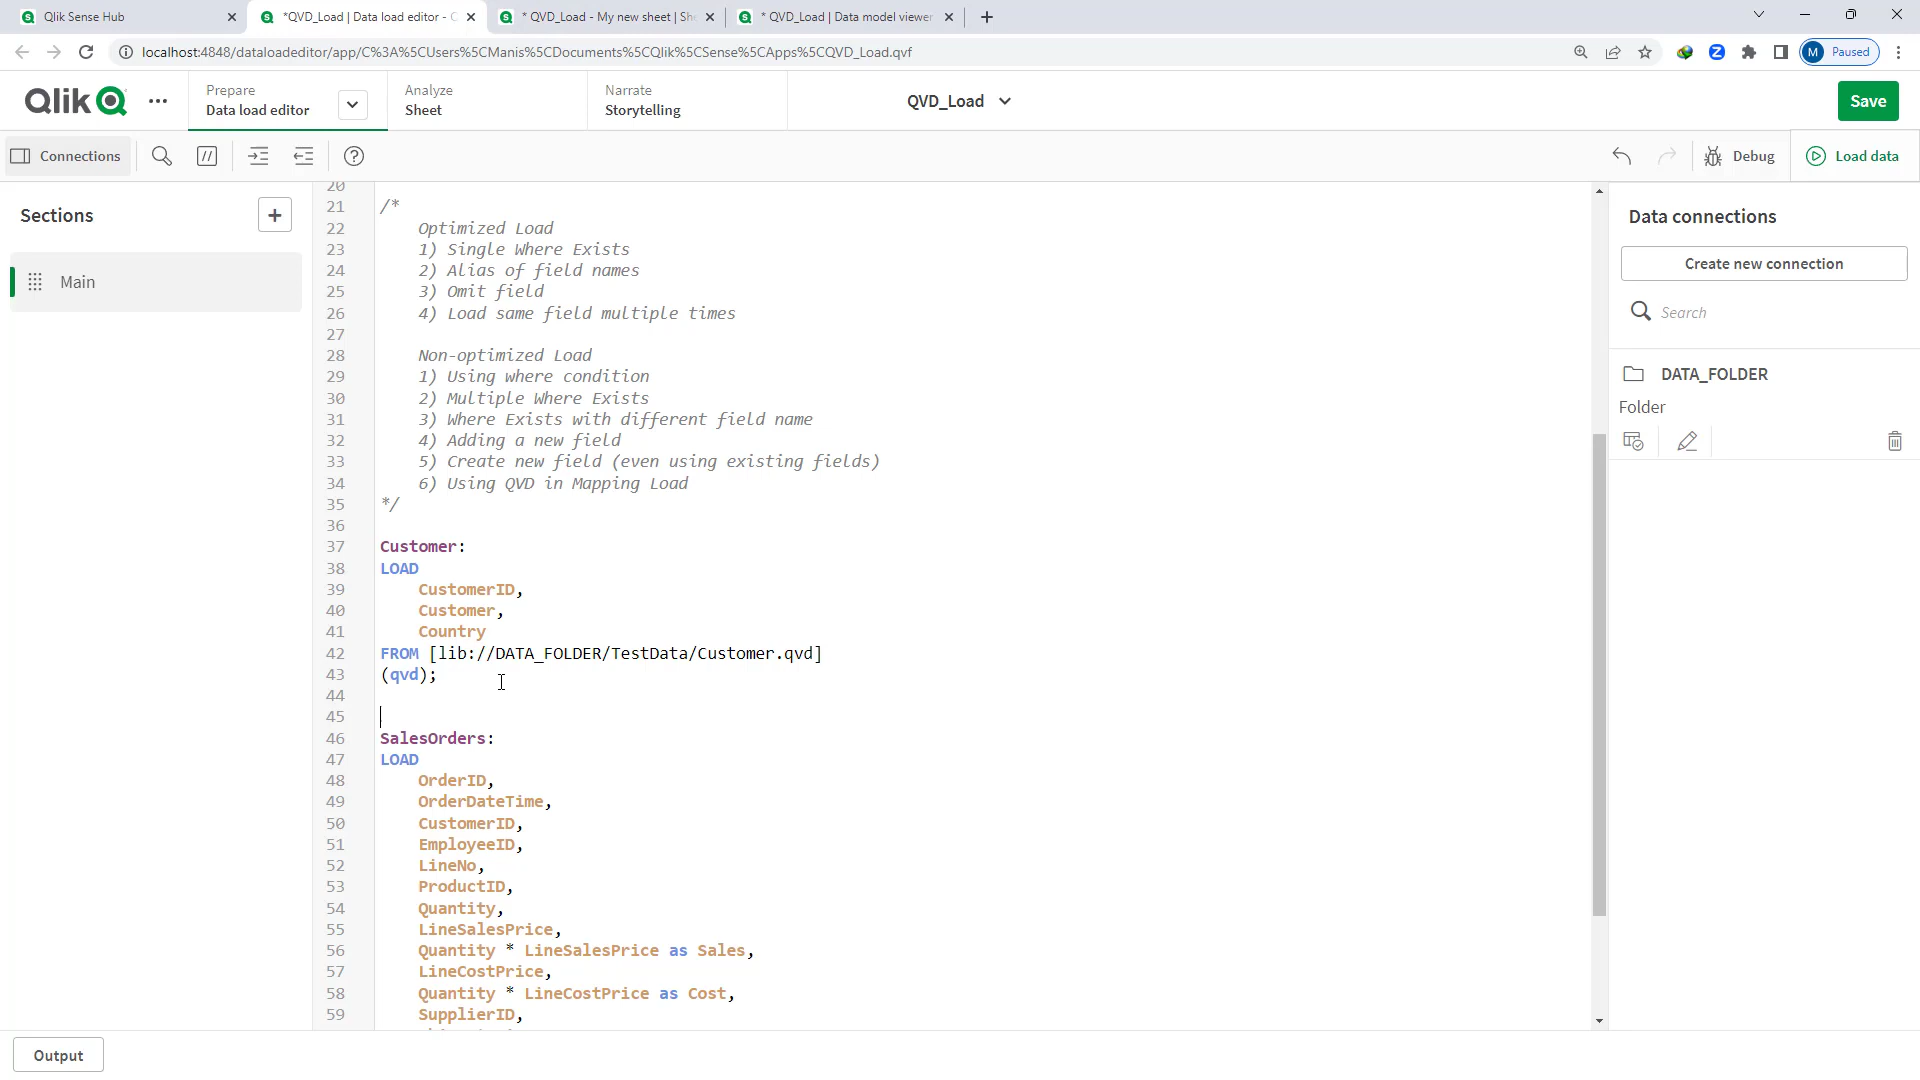 Qlik Sense Hub
*QVD_Load | Data load editor - C
* QVD_Load - My new sheet | She
* QVD_Load | Data model viewer
localhost:4848/dataloadeditor/app/C%3A%5CUsers%5CManis%5CDocuments%5CQlik%5CSense%5CApps%5CQVD_Load.qvf
M Paused
Qlik
Prepare
Data load editor
Analyze
Sheet
Narrate
Storytelling
QVD_Load
Save
Connections
Debug
Load data
Sections
Main
20
21 /*
22 Optimized Load
23 1) Single Where Exists
24 2) Alias of field names
25 3) Omit field
26 4) Load same field multiple times
27
28 Non-optimized Load
29 1) Using where condition
30 2) Multiple Where Exists
31 3) Where Exists with different field name
32 4) Adding a new field
33 5) Create new field (even using existing fields)
34 6) Using QVD in Mapping Load
35 */
36
37 Customer:
38 LOAD
39 CustomerID,
40 Customer,
41 Country
42 FROM [lib://DATA_FOLDER/TestData/Customer.qvd]
43 (qvd);
44
45
46 SalesOrders:
47 LOAD
48 OrderID,
49 OrderDateTime,
50 CustomerID,
51 EmployeeID,
52 LineNo,
53 ProductID,
54 Quantity,
55 LineSalesPrice,
56 Quantity * LineSalesPrice as Sales,
57 LineCostPrice,
58 Quantity * LineCostPrice as Cost,
59 SupplierID,
Data connections
Create new connection
Search
DATA_FOLDER
Folder
Output